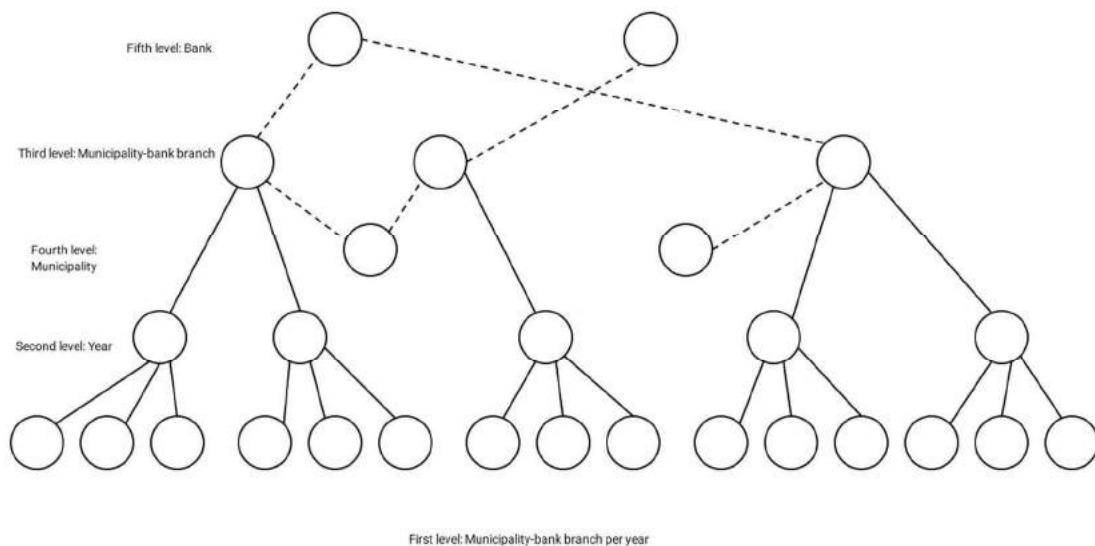 Fifth level: Bank
Third level: Municipality-bank branch
Fourth level:
Municipality
Second level: Year
First level: Municipality-bank branch per year